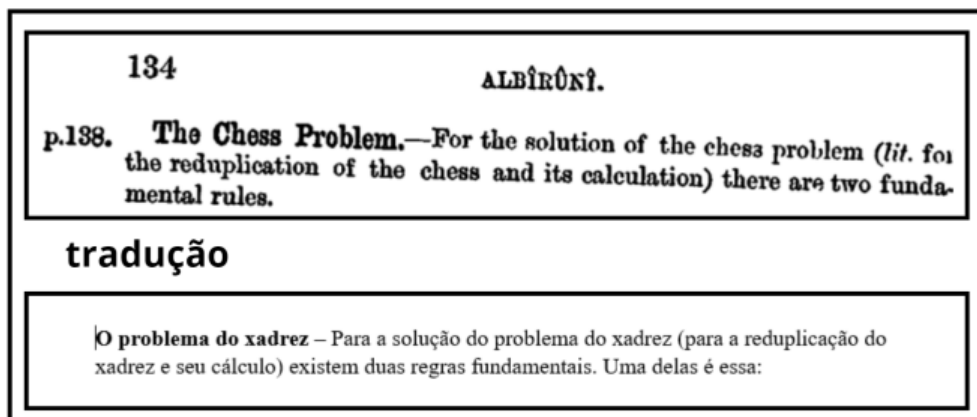 134
ALBÎRÛNÎ.
p.138. The Chess Problem.—For the solution of the chess problem (lit. for
the reduplication of the chess and its calculation) there are two funda-
mental rules.
tradução
O problema do xadrez – Para a solução do problema do xadrez (para a reduplicação do
xadrez e seu cálculo) existem duas regras fundamentais. Uma delas é essa: